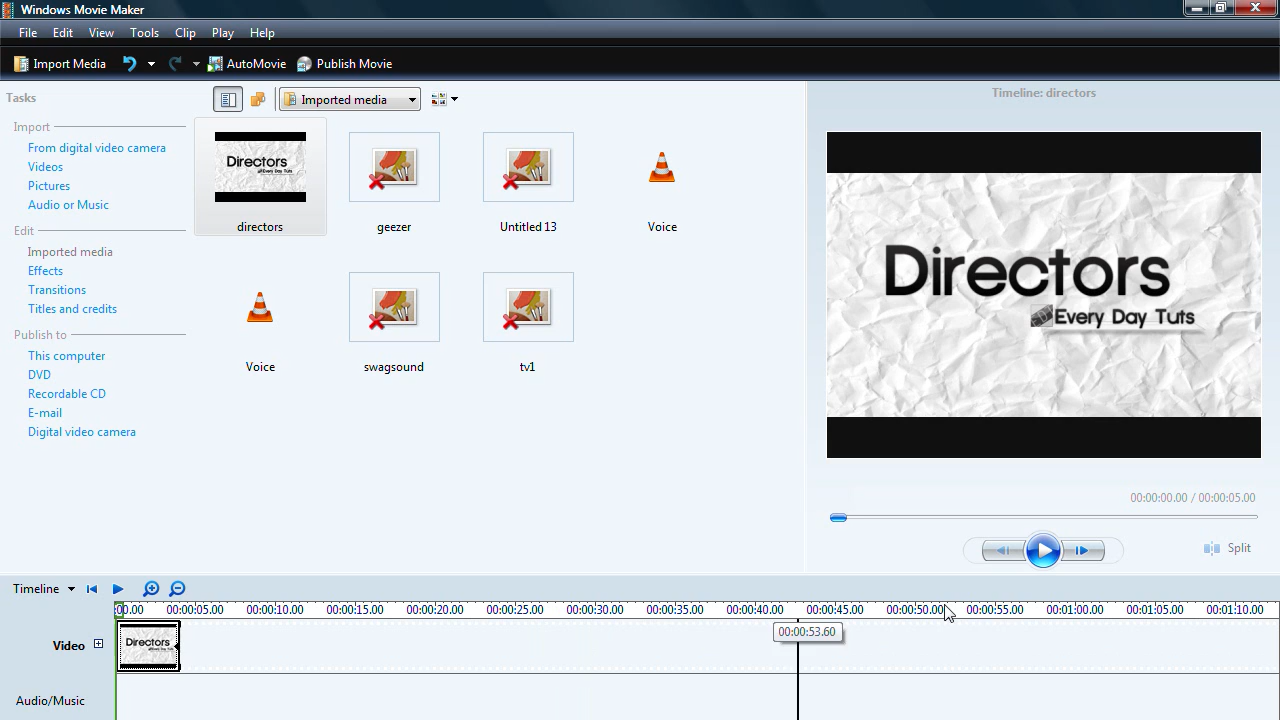 Windows Movie Maker
File Edit View Tools Clip Play Help
Import Media AutoMovie Publish Movie
Tasks
Import
From digital video camera
Videos
Pictures
Audio or Music
Edit
Imported media
Effects
Transitions
Titles and credits
Publish to
This computer
DVD
Recordable CD
E-mail
Digital video camera
Imported media
Directors
Every Day Tuts
directors geezer Untitled 13 Voice
Voice swagsound tv1
Timeline: directors
Directors
Every Day Tuts
00:00:00.00 / 00:00:05.00
Split
Timeline
:00.00 00:00:05.00 00:00:10.00 00:00:15.00 00:00:20.00 00:00:25.00 00:00:30.00 00:00:35.00 00:00:40.00 00:00:45.00 00:00:50.00 00:00:55.00 00:01:00.00 00:01:05.00 00:01:10.00
00:00:53.60
Video
Directors
Audio/Music